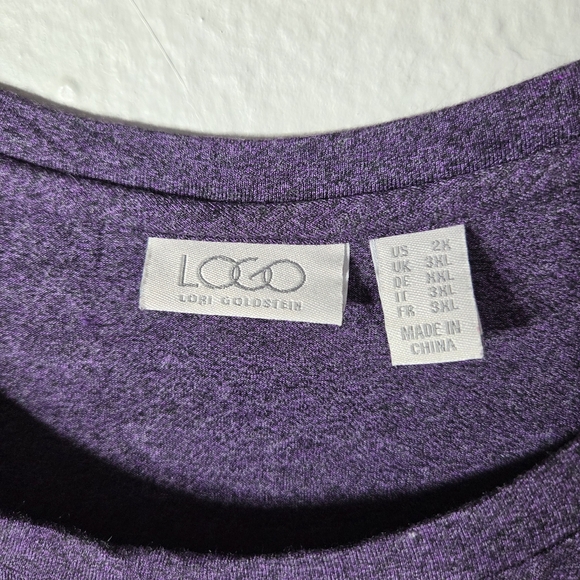 LOGO
LORI GOLDSTEIN
US 2X
UK 3XL
DE XXL
IT 3XL
FR 3XL
MADE IN
CHINA